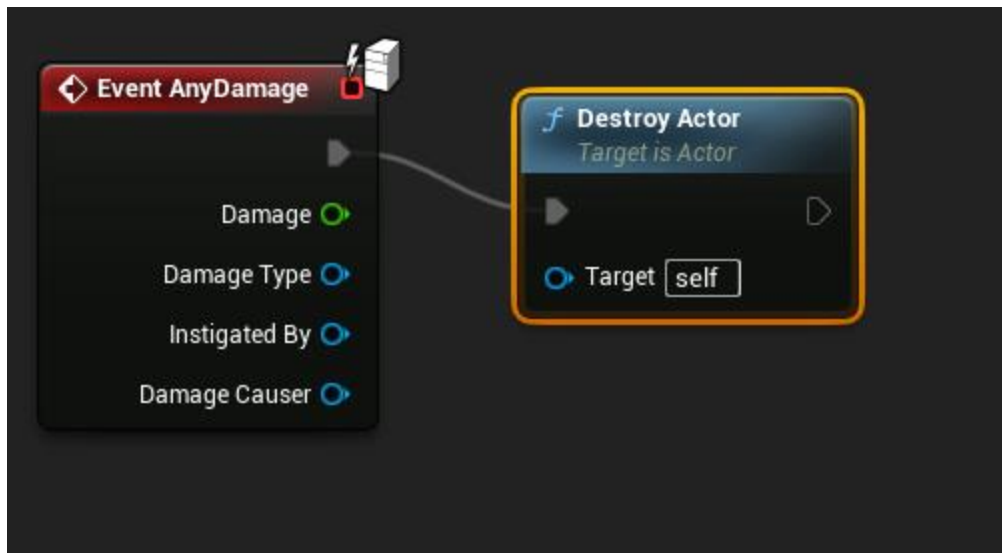 Event AnyDamage
Damage
Damage Type
Instigated By
Damage Causer
Destroy Actor
Target is Actor
Target self